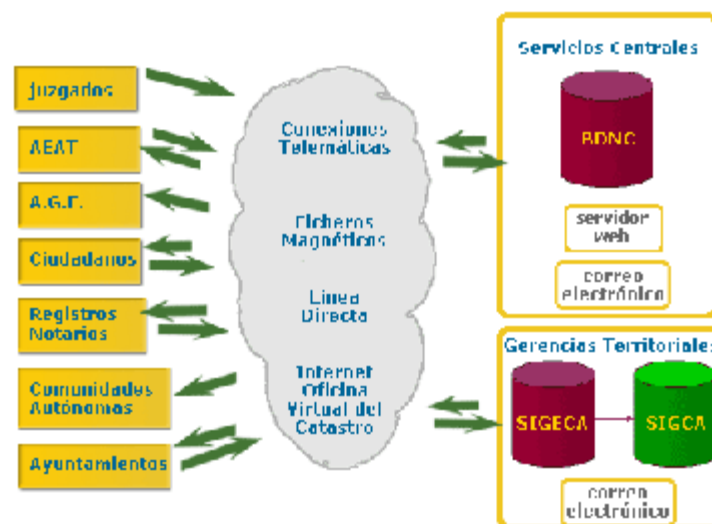 Juzgados
AEAT
A.G.E.
Ciudadanos
Registros
Notarios
Comunidades
Autónomas
Ayuntamientos
Conexiones
Telemáticas
Ficheros
Magnéticos
Línea
Directa
Internet
Oficina
Virtual del
Catastro
Servicios Centrales
BDNC
servidor
web
correo
electrónico
Gerencias Territoriales
SIGECA
SIGCA
correo
electrónico